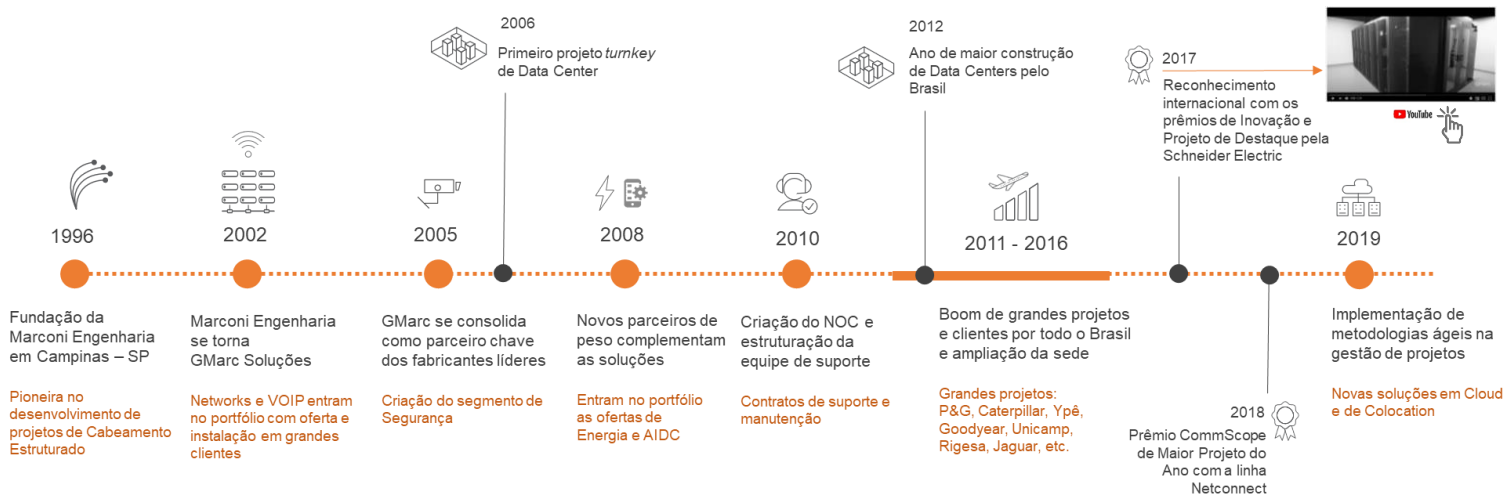 2006
Primeiro projeto turnkey
de Data Center
2012
Ano de maior construção
de Data Centers pelo
Brasil
2017
Reconhecimento
internacional com os
prêmios de Inovação e
Projeto de Destaque pela
Schneider Electric
YouTube
1996
Fundação da
Marconi Engenharia
em Campinas – SP
Pioneira no
desenvolvimento de
projetos de Cabeamento
Estruturado
2002
Marconi Engenharia
se torna
GMarc Soluções
Networks e VOIP entram
no portfólio com oferta e
instalação em grandes
clientes
2005
GMarc se consolida
como parceiro chave
dos fabricantes líderes
Criação do segmento de
Segurança
2008
Novos parceiros de
peso complementam
as soluções
Entram no portfólio
as ofertas de
Energia e AIDC
2010
Criação do NOC e
estruturação da
equipe de suporte
Contratos de suporte e
manutenção
2011 - 2016
Boom de grandes projetos
e clientes por todo o Brasil
e ampliação da sede
Grandes projetos:
P&G, Caterpillar, Ypê,
Goodyear, Unicamp,
Rigesa, Jaguar, etc.
2018
Prêmio CommScope
de Maior Projeto do
Ano com a linha
Netconnect
2019
Implementação de
metodologias ágeis na
gestão de projetos
Novas soluções em Cloud
e de Colocation